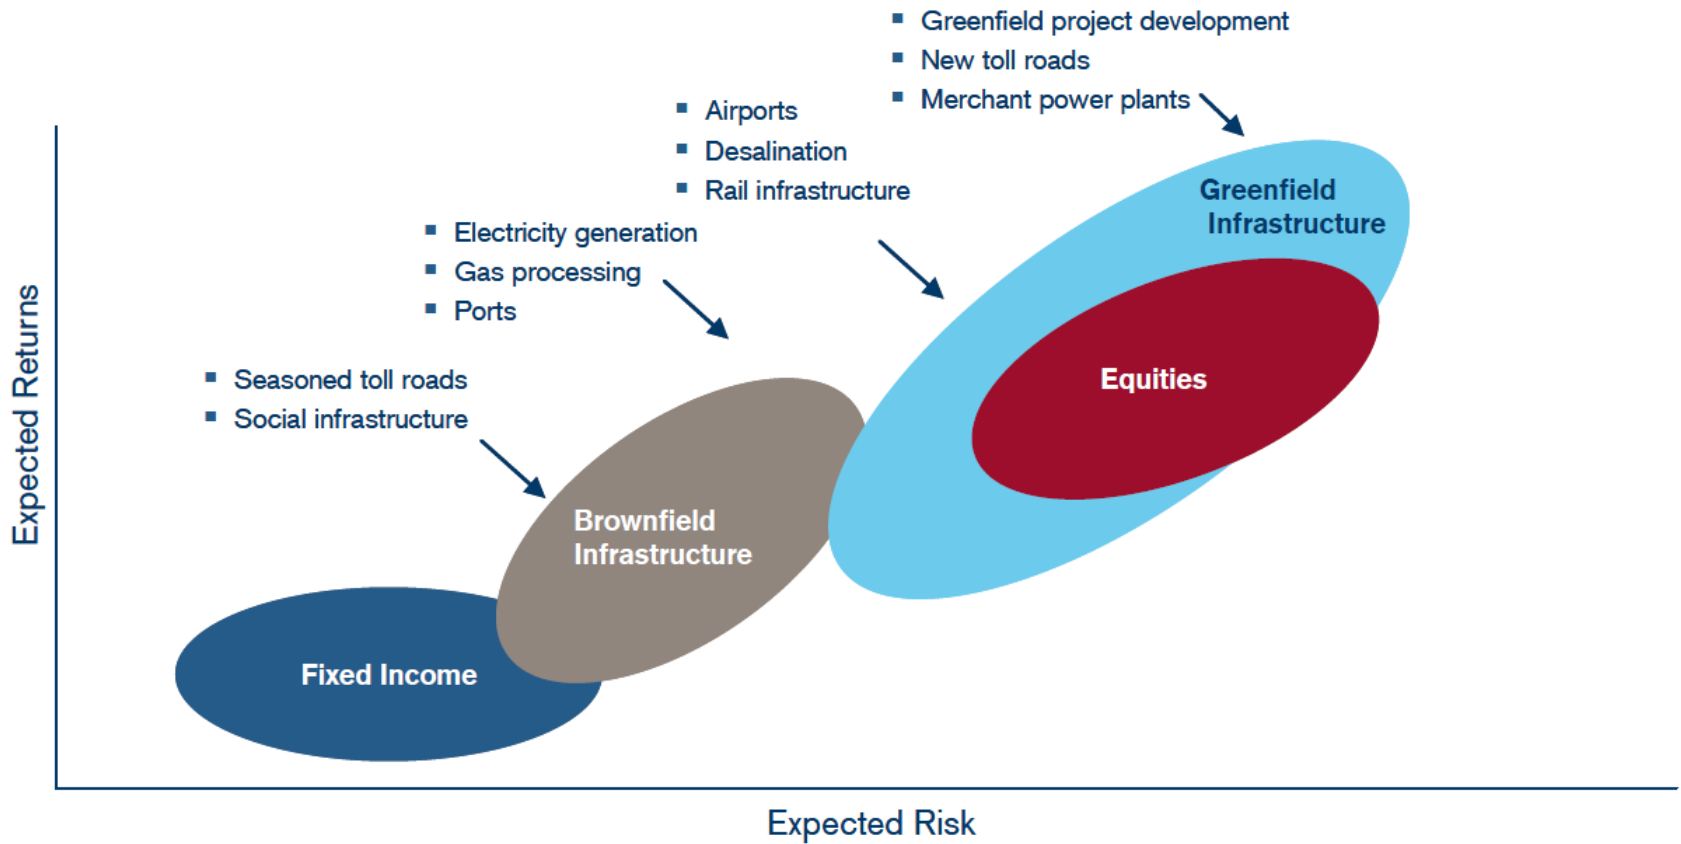 ▪ Greenfield project development
▪ New toll roads
▪ Merchant power plants
▪ Airports
▪ Desalination
▪ Rail infrastructure
▪ Electricity generation
▪ Gas processing
▪ Ports
▪ Seasoned toll roads
▪ Social infrastructure
Greenfield
Infrastructure
Equities
Brownfield
Infrastructure
Fixed Income
Expected Returns
Expected Risk